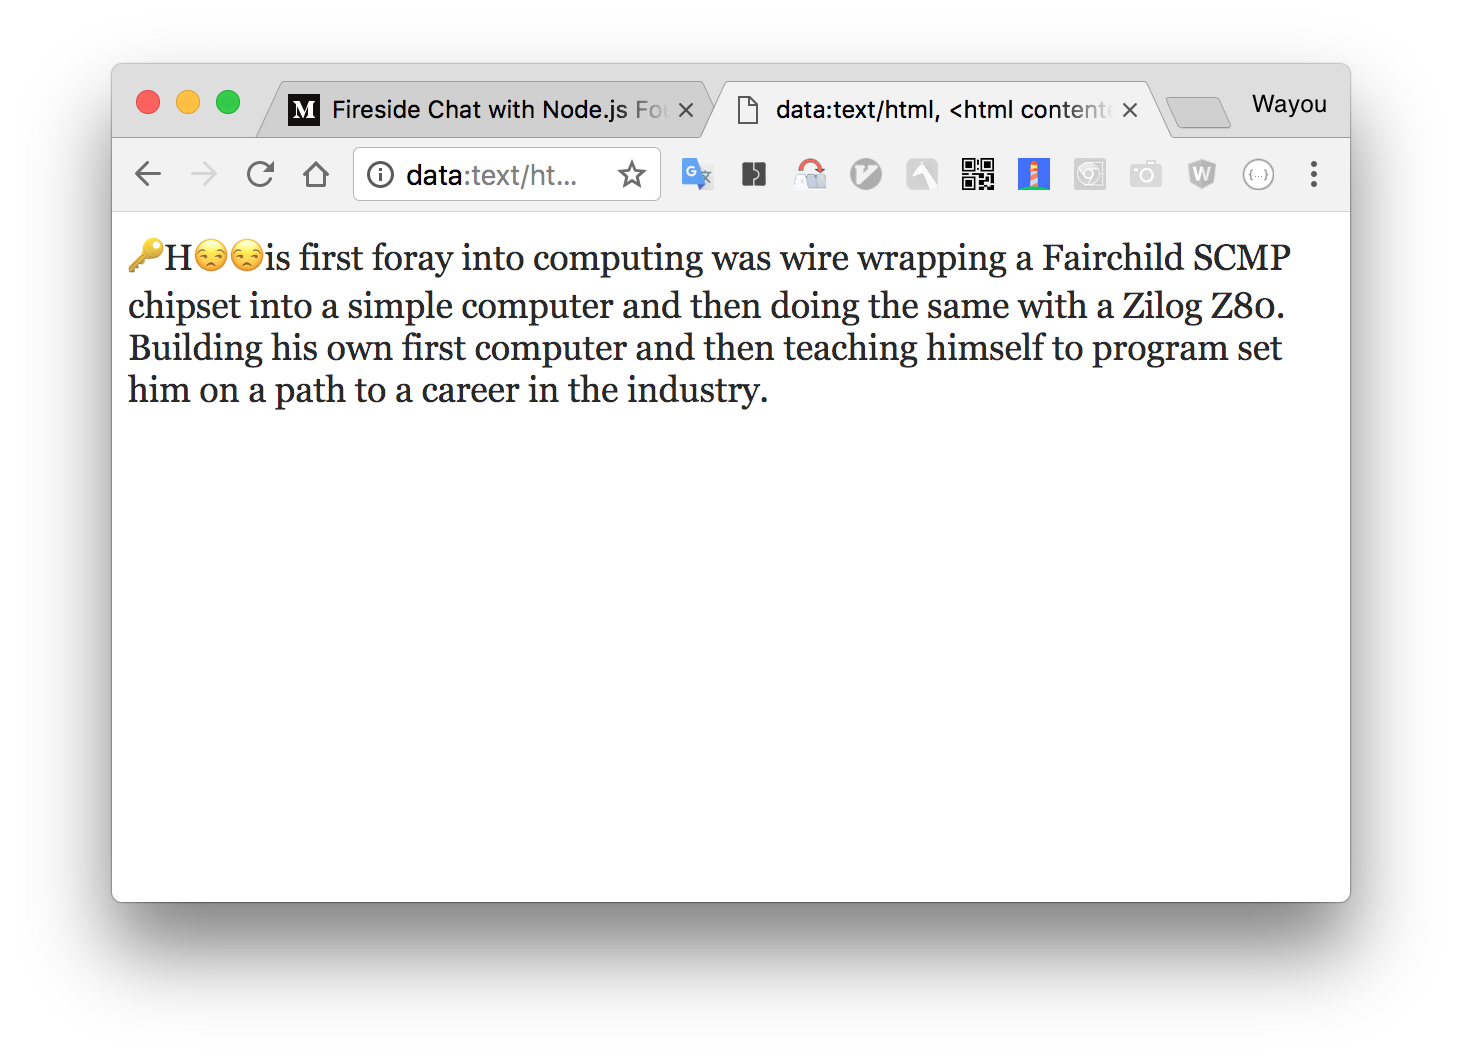 Fireside Chat with Node.js Fou
data:text/html, <html contente
Wayou
data:text/ht...
🔑H😒😒is first foray into computing was wire wrapping a Fairchild SCMP
chipset into a simple computer and then doing the same with a Zilog Z80.
Building his own first computer and then teaching himself to program set
him on a path to a career in the industry.